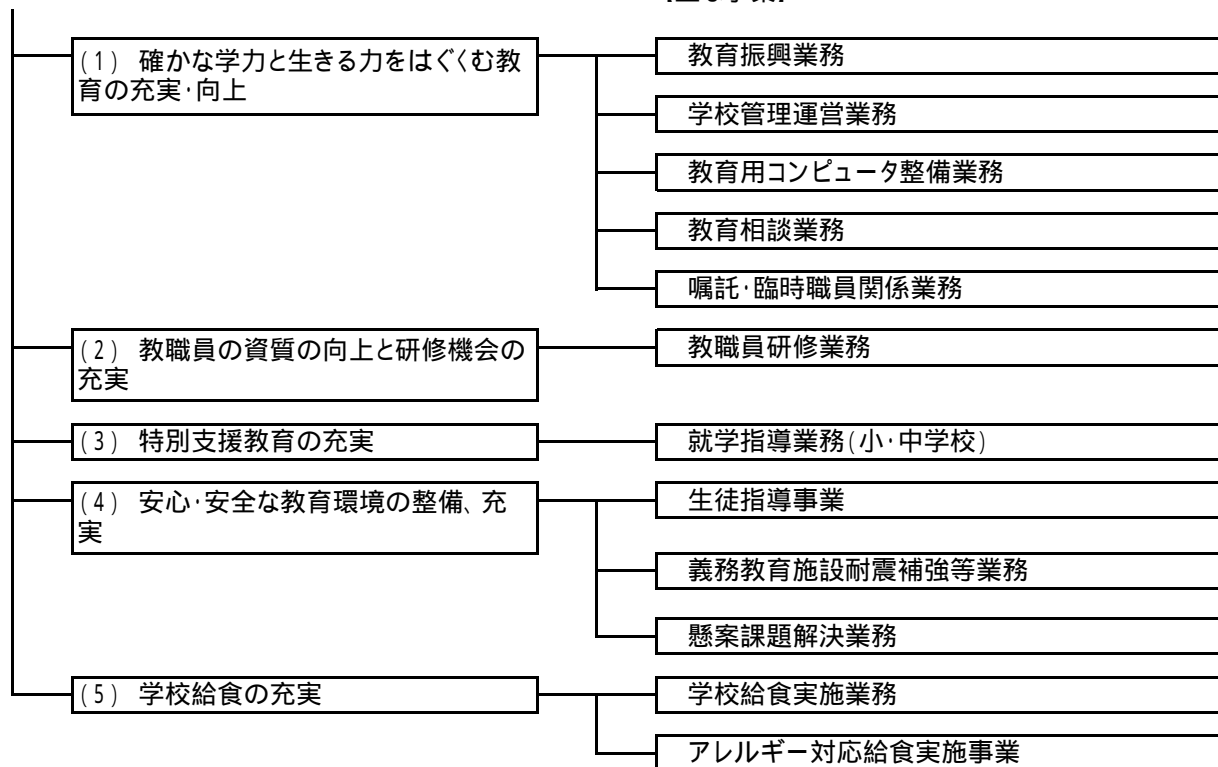 (1) 確かな学力と生きる力をはぐくむ教
育の充実・向上
教育振興業務
学校管理運営業務
教育用コンピュータ整備業務
教育相談業務
嘱託・臨時職員関係業務
(2) 教職員の資質の向上と研修機会の
充実
教職員研修業務
(3) 特別支援教育の充実
就学指導業務(小・中学校)
(4) 安心・安全な教育環境の整備、充
実
生徒指導事業
義務教育施設耐震補強等業務
懸案課題解決業務
(5) 学校給食の充実
学校給食実施業務
アレルギー対応給食実施事業